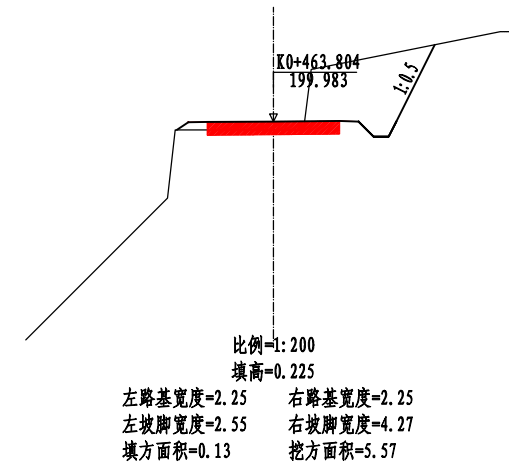 K0+463.804
199.983
1:0.5
比例=1:200
填高=0.225
左路基宽度=2.25 右路基宽度=2.25
左坡脚宽度=2.55 右坡脚宽度=4.27
填方面积=0.13 挖方面积=5.57